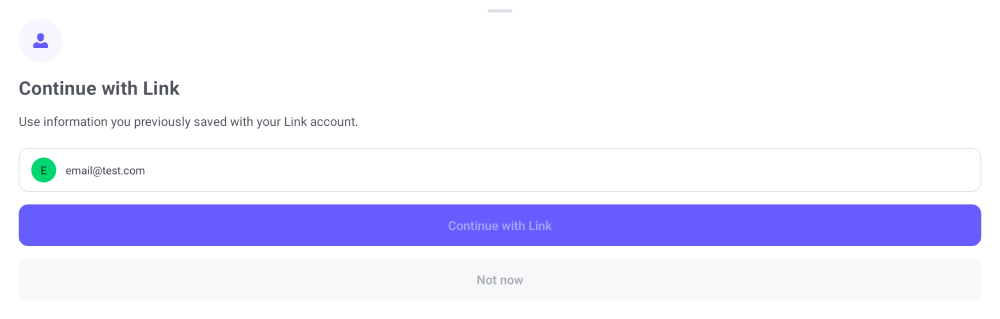 Continue with Link
Use information you previously saved with your Link account.
E
email@test.com
Continue with Link
Not now